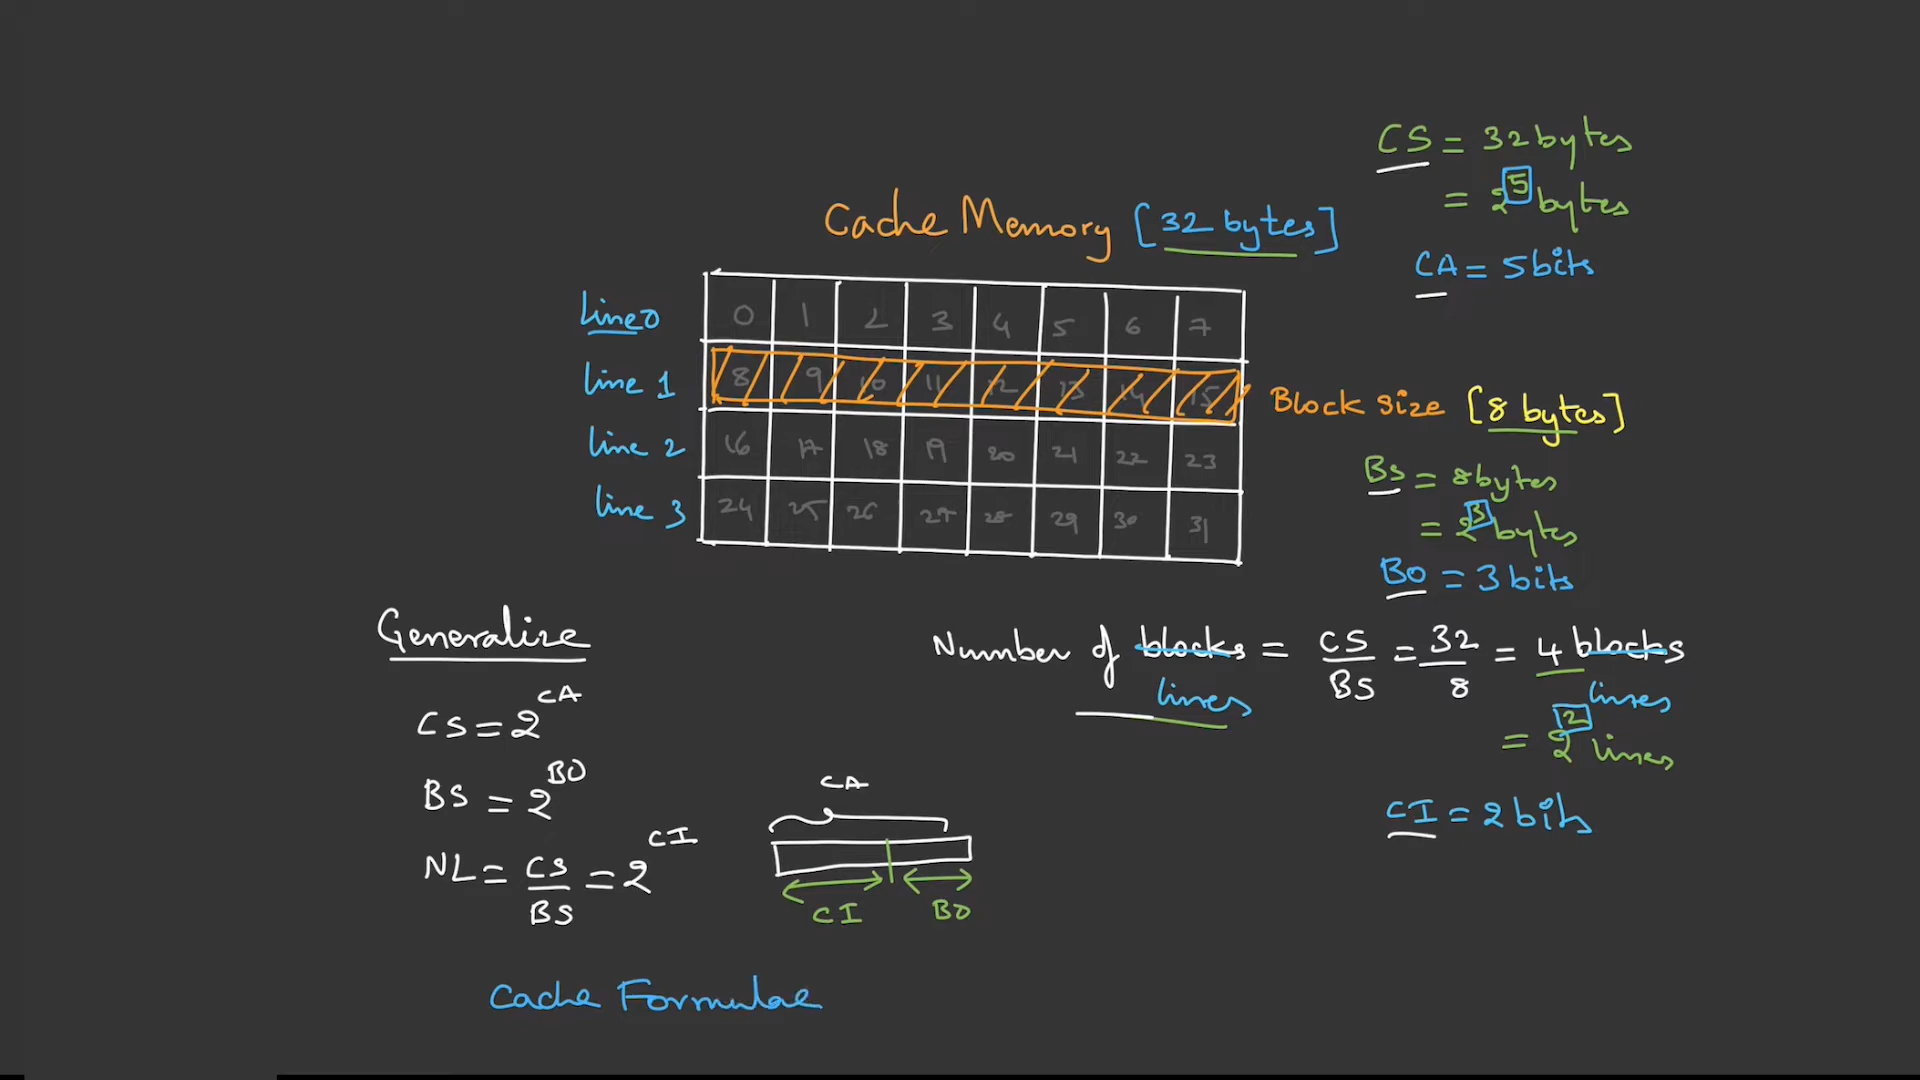 CS = 32 bytes
= 2^5 bytes
CA = 5 bits
Cache Memory [32 bytes]
line 0 0 1 2 3 4 5 6 7
line 1 8 9 10 11 12 13 14 15
Block Size [8 bytes]
line 2 16 17 18 19 20 21 22 23
line 3 24 25 26 27 28 29 30 31
BS = 8 bytes
= 2^3 bytes
BO = 3 bits
Number of blocks = CS/BS = 32/8 = 4 blocks
lines lines
= 2^2 lines
CI = 2 bits
Generalize
CS = 2^CA
BS = 2^BO
NL = CS/BS = 2^CI
CA
CI BO
Cache Formulae